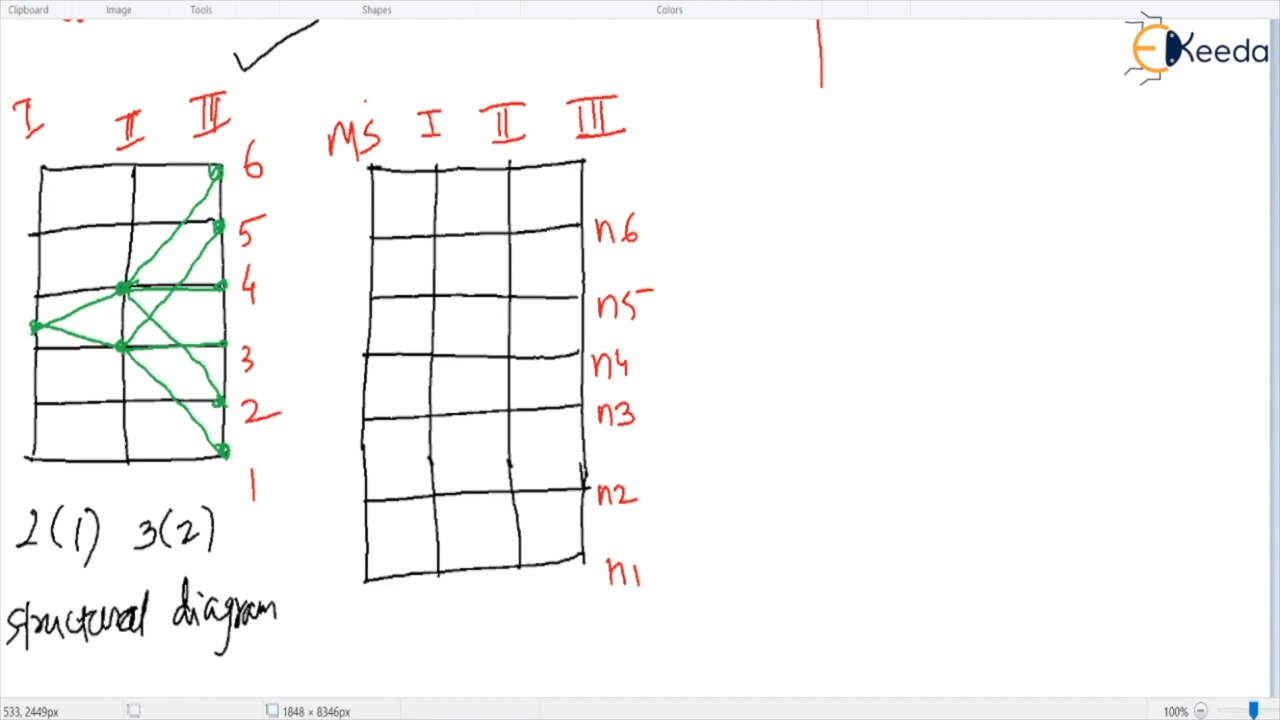 Clipboard Image Tools Shapes Colors
EKeeda
I II III
6
5
4
3
2
1
2(1) 3(2)
structural diagram
MS I II III
n6
n5
n4
n3
n2
n1
533, 2449px 1848 × 8346px 100%